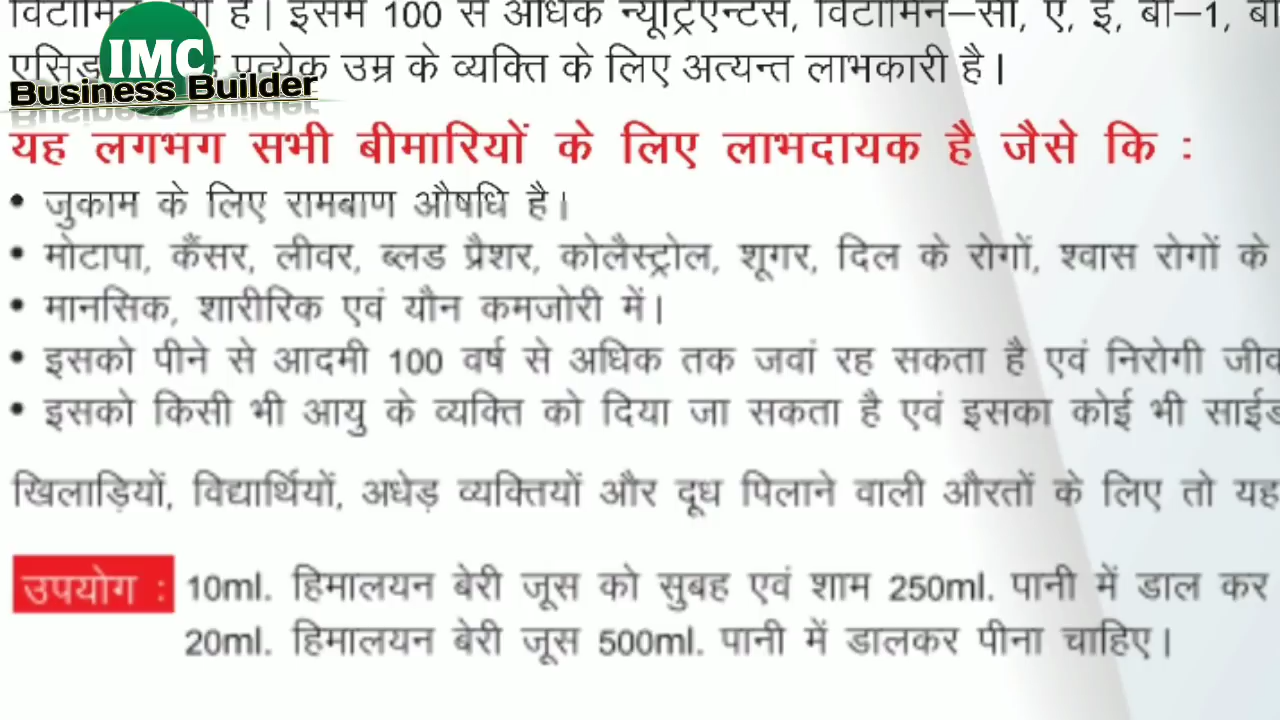 है। इसमें 100 से अधिक न्यूट्रिएन्टस, विटामिन–सी, ए, इ, बी–1,
IMC
Business Builder
प्रत्येक उम्र के व्यक्ति के लिए अत्यन्त लाभकारी है।
यह लगभग सभी बीमारियों के लिए लाभदायक है जैसे कि :
• जुकाम के लिए रामबाण औषधि है।
• मोटापा, कैंसर, लीवर, ब्लड प्रैशर, कोलैस्ट्रोल, शूगर, दिल के रोगों, श्वास रोगों के
• मानसिक, शारीरिक एवं यौन कमजोरी में।
• इसको पीने से आदमी 100 वर्ष से अधिक तक जवां रह सकता है एवं निरोगी
• इसको किसी भी आयु के व्यक्ति को दिया जा सकता है एवं इसका कोई भी साईड
खिलाड़ियों, विद्यार्थियों, अधेड़ व्यक्तियों और दूध पिलाने वाली औरतों के लिए तो यह
उपयोग : 10ml. हिमालयन बेरी जूस को सुबह एवं शाम 250ml. पानी में डाल कर
20ml. हिमालयन बेरी जूस 500ml. पानी में डालकर पीना चाहिए।